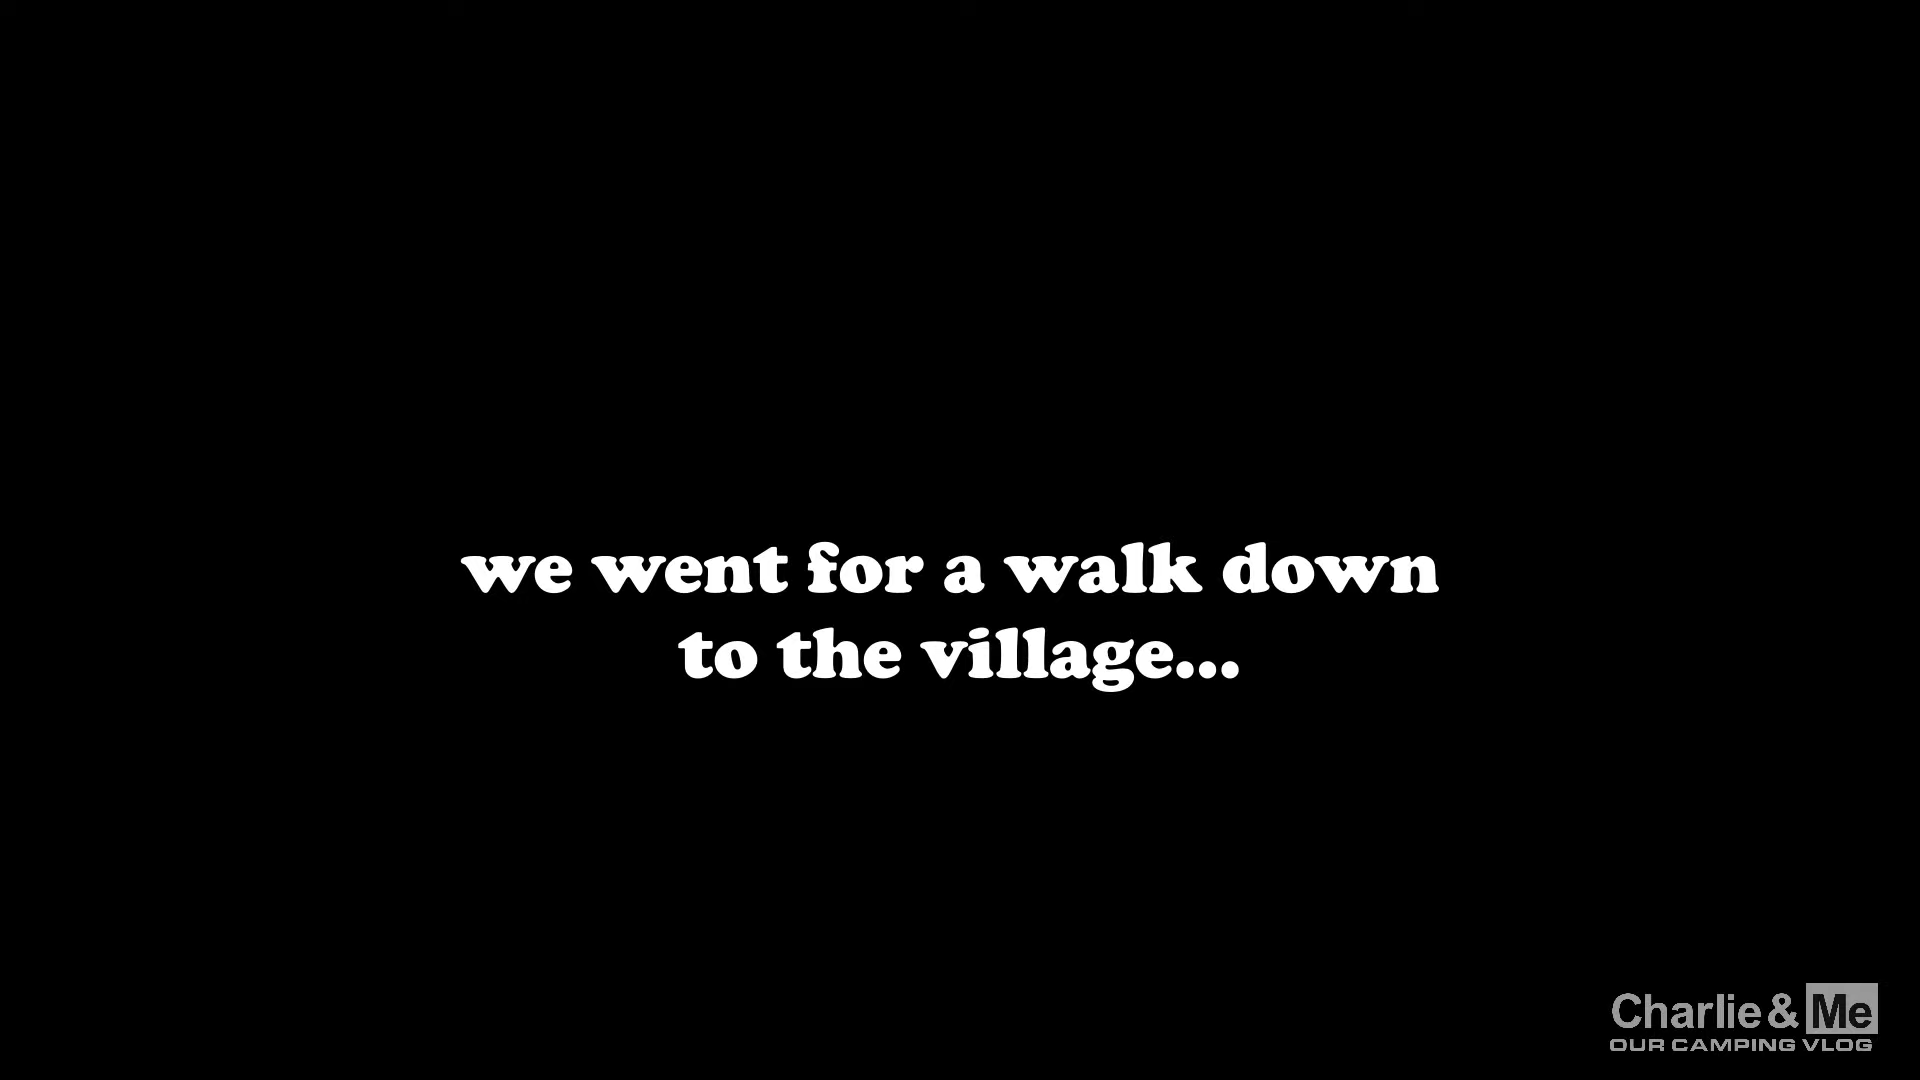 we went for a walk down
to the village...
Charlie & Me
OUR CAMPING VLOG